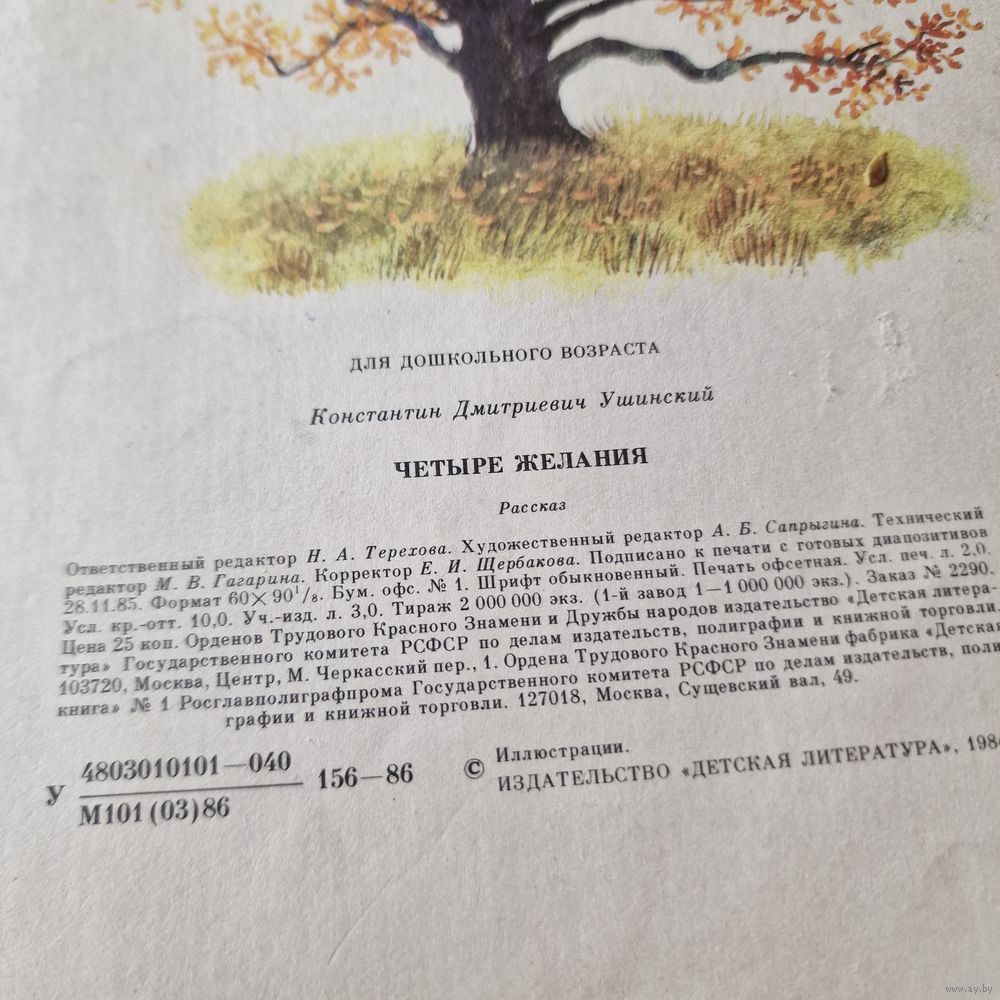 ДЛЯ ДОШКОЛЬНОГО ВОЗРАСТА
Константин Дмитриевич Ушинский
ЧЕТЫРЕ ЖЕЛАНИЯ
Рассказ
Ответственный редактор Н. А. Терехова. Художественный редактор А. Б. Сапрыгина. Технический
редактор М. В. Гагарина. Корректор Е. И. Щербакова. Подписано к печати с готовых диапозитивов
28.11.85. Формат 60×90¹/₈. Бум. офс. № 1. Шрифт обыкновенный. Печать офсетная. Усл. печ. л. 2,0.
Усл. кр.-отт. 10,0. Уч.-изд. л. 3,0. Тираж 2 000 000 экз. (1-й завод 1—1 000 000 экз.). Заказ № 2290.
Цена 25 коп. Орденов Трудового Красного Знамени и Дружбы народов издательство «Детская литера-
тура» Государственного комитета РСФСР по делам издательств, полиграфии и книжной торговли.
103720, Москва, Центр, М. Черкасский пер., 1. Ордена Трудового Красного Знамени фабрика «Детская
книга» № 1 Росглавполиграфпрома Государственного комитета РСФСР по делам издательств, поли-
графии и книжной торговли. 127018, Москва, Сущевский вал, 49.
У 4803010101—040 156—86
М101(03)86
© Иллюстрации.
ИЗДАТЕЛЬСТВО «ДЕТСКАЯ ЛИТЕРАТУРА», 1984
www.ay.by